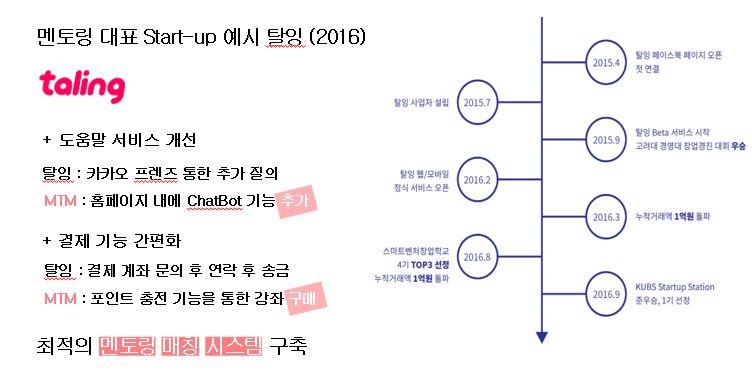 멘토링 대표 Start-up 예시 탈잉 (2016)
taling
+ 도움말 서비스 개선
탈잉 : 카카오 프렌즈 통한 추가 질의
MTM : 홈페이지 내에 ChatBot 기능 추가
+ 결제 기능 간편화
탈잉 : 결제 계좌 문의 후 연락 후 송금
MTM : 포인트 충전 기능을 통한 강좌 구매
최적의 멘토링 매칭 시스템 구축
2015.4
탈잉 페이스북 페이지 오픈
첫 연결
탈잉 사업자 설립
2015.7
2015.9
탈잉 Beta 서비스 시작
고려대 경영대 창업경진 대회 우승
탈잉 웹/모바일
정식 서비스 오픈
2016.2
2016.3
누적거래액 1억원 돌파
스마트벤처창업학교
4기 TOP3 선정
누적거래액 1억원 돌파
2016.8
2016.9
KUBS Startup Station
준우승, 1기 선정